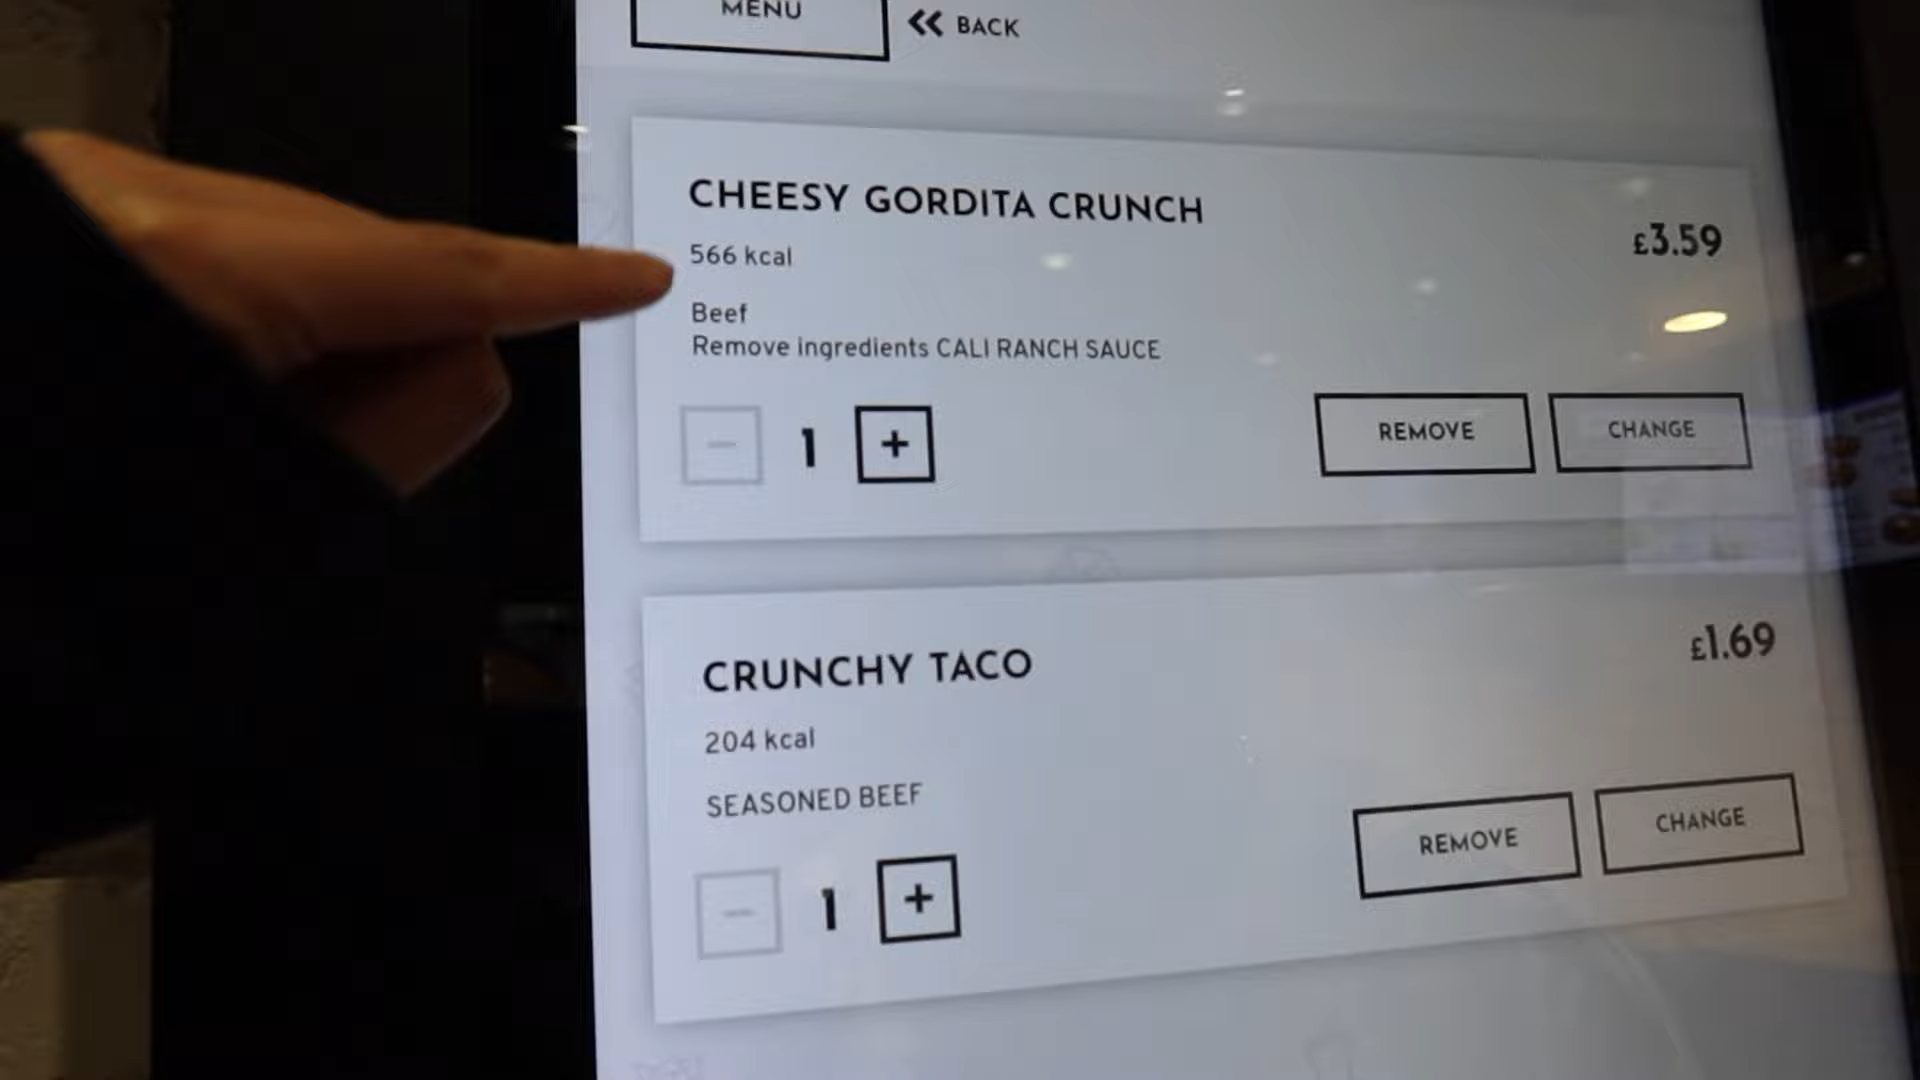 MENU
BACK
CHEESY GORDITA CRUNCH
£3.59
566 kcal
Beef
Remove ingredients CALI RANCH SAUCE
- 1 +
REMOVE CHANGE
CRUNCHY TACO
£1.69
204 kcal
SEASONED BEEF
- 1 +
REMOVE CHANGE